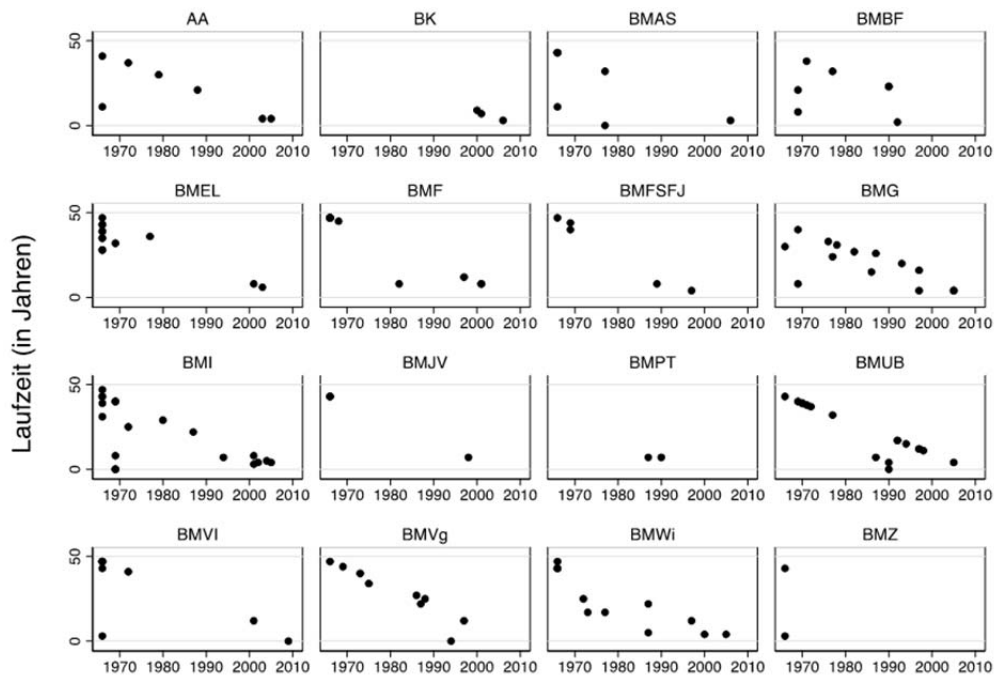 AA BK BMAS BMBF
50
0
1970 1980 1990 2000 2010 1970 1980 1990 2000 2010 1970 1980 1990 2000 2010 1970 1980 1990 2000 2010
BMEL BMF BMFSFJ BMG
50
0
1970 1980 1990 2000 2010 1970 1980 1990 2000 2010 1970 1980 1990 2000 2010 1970 1980 1990 2000 2010
Laufzeit (in Jahren)
BMI BMJV BMPT BMUB
50
0
1970 1980 1990 2000 2010 1970 1980 1990 2000 2010 1970 1980 1990 2000 2010 1970 1980 1990 2000 2010
BMVI BMVg BMWi BMZ
50
0
1970 1980 1990 2000 2010 1970 1980 1990 2000 2010 1970 1980 1990 2000 2010 1970 1980 1990 2000 2010